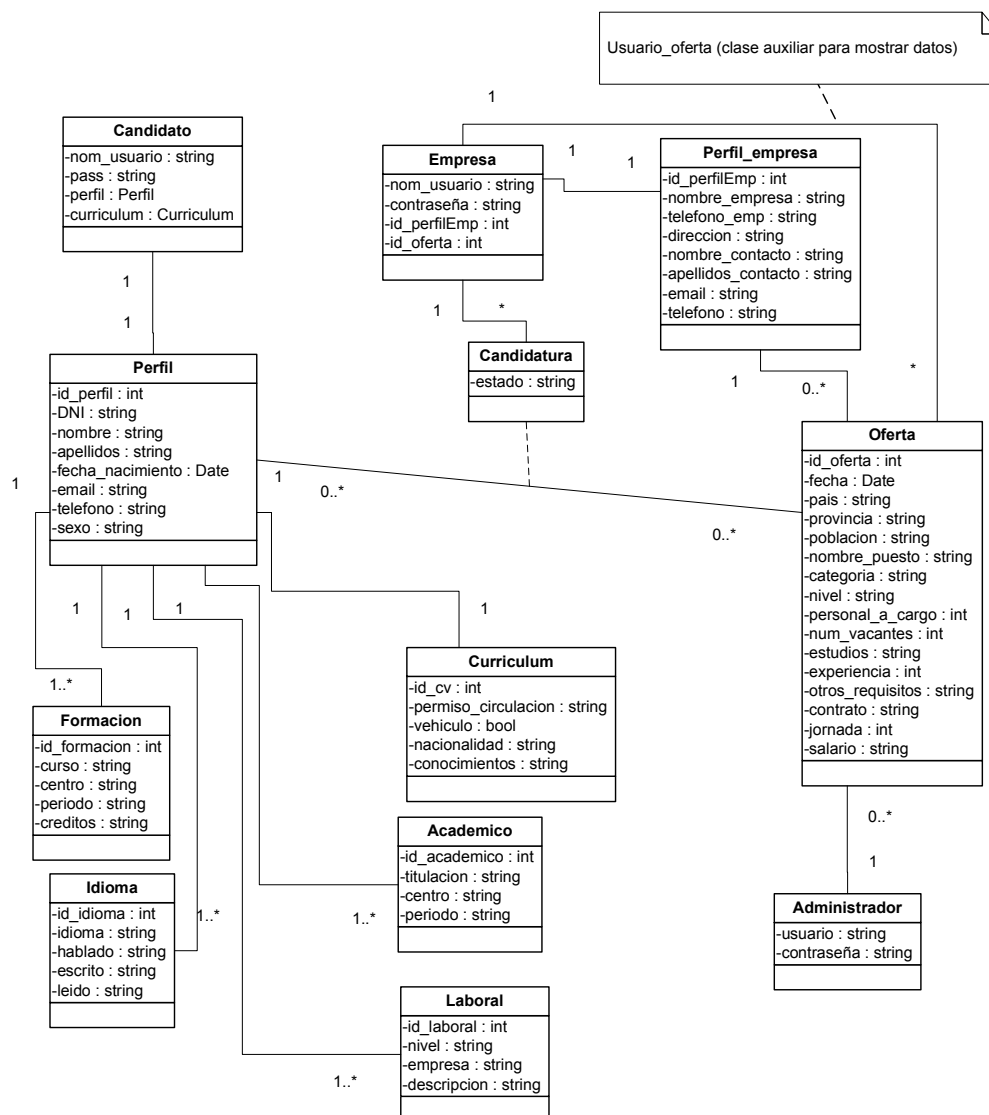 Usuario_oferta (clase auxiliar para mostrar datos)
1
Candidato
-nom_usuario : string
-pass : string
-perfil : Perfil
-curriculum : Curriculum
1
1
Empresa
-nom_usuario : string
-contraseña : string
-id_perfilEmp : int
-id_oferta : int
1
1
Perfil_empresa
-id_perfilEmp : int
-nombre_empresa : string
-telefono_emp : string
-direccion : string
-nombre_contacto : string
-apellidos_contacto : string
-email : string
-telefono : string
1
*
Candidatura
-estado : string
1
0..*
*
Perfil
-id_perfil : int
-DNI : string
-nombre : string
-apellidos : string
-fecha_nacimiento : Date
-email : string
-telefono : string
-sexo : string
1
1
0..*
0..*
Oferta
-id_oferta : int
-fecha : Date
-pais : string
-provincia : string
-poblacion : string
-nombre_puesto : string
-categoria : string
-nivel : string
-personal_a_cargo : int
-num_vacantes : int
-estudios : string
-experiencia : int
-otros_requisitos : string
-contrato : string
-jornada : int
-salario : string
1
1
1
1
1..*
Formacion
-id_formacion : int
-curso : string
-centro : string
-periodo : string
-creditos : string
Curriculum
-id_cv : int
-permiso_circulacion : string
-vehiculo : bool
-nacionalidad : string
-conocimientos : string
Academico
-id_academico : int
-titulacion : string
-centro : string
-periodo : string
1..*
0..*
1
Idioma
-id_idioma : int
-idioma : string
-hablado : string
-escrito : string
-leido : string
1..*
Administrador
-usuario : string
-contraseña : string
Laboral
-id_laboral : int
-nivel : string
-empresa : string
-descripcion : string
1..*